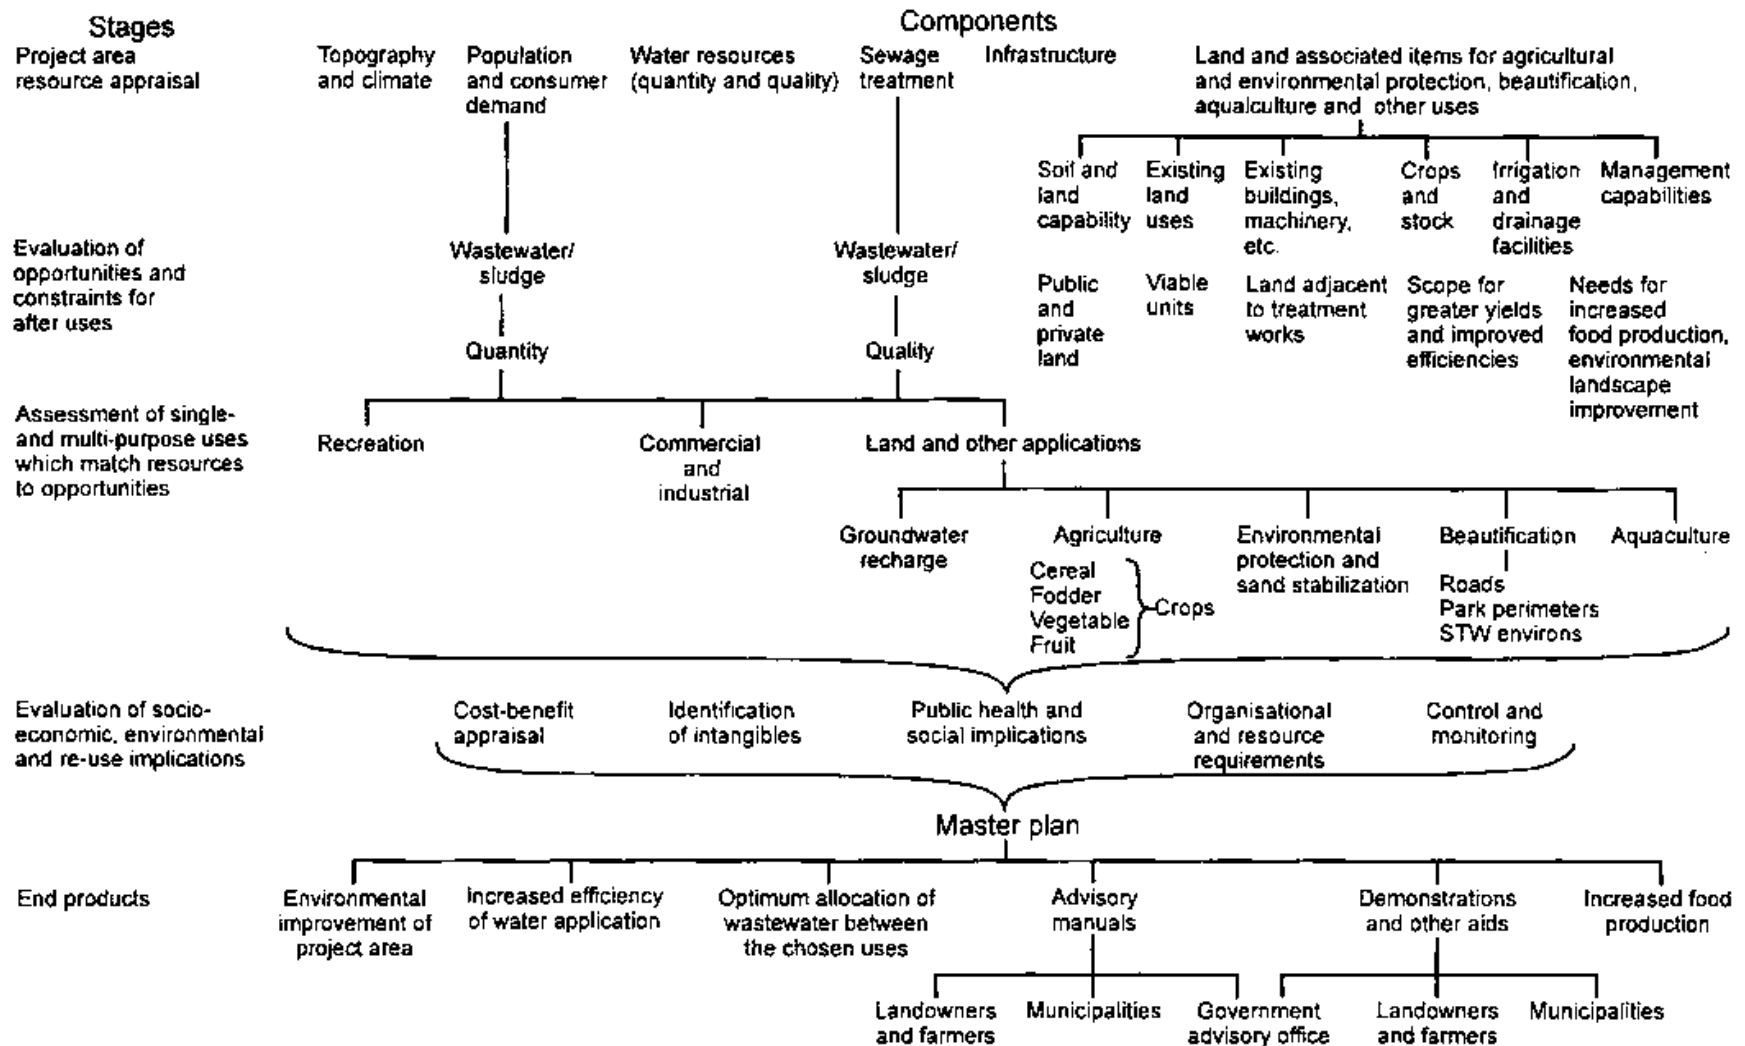 Stages
Components
Project area
resource appraisal
Topography
and climate
Population
and consumer
demand
Water resources
(quantity and quality)
Sewage
treatment
Infrastructure
Land and associated items for agricultural
and environmental protection, beautification,
aqualculture and other uses
Soil and
land
capability
Existing
land
uses
Existing
buildings,
machinery,
etc.
Crops
and
stock
Irrigation
and
drainage
facilities
Management
capabilities
Evaluation of
opportunities and
constraints for
after uses
Wastewater/
sludge
Wastewater/
sludge
Public
and
private
land
Viable
units
Land adjacent
to treatment
works
Scope for
greater yields
and improved
efficiencies
Needs for
increased
food production,
environmental
landscape
improvement
Quantity
Quality
Assessment of single-
and multi-purpose uses
which match resources
to opportunities
Recreation
Commercial
and
industrial
Land and other applications
Groundwater
recharge
Agriculture
Cereal
Fodder
Vegetable
Fruit
Crops
Environmental
protection and
sand stabilization
Beautification
Roads
Park perimeters
STW environs
Aquaculture
Evaluation of socio-
economic, environmental
and re-use implications
Cost-benefit
appraisal
Identification
of intangibles
Public health and
social implications
Organisational
and resource
requirements
Control and
monitoring
Master plan
End products
Environmental
improvement of
project area
Increased efficiency
of water application
Optimum allocation of
wastewater between
the chosen uses
Advisory
manuals
Demonstrations
and other aids
Increased food
production
Landowners
and farmers
Municipalities
Government
advisory office
Landowners
and farmers
Municipalities